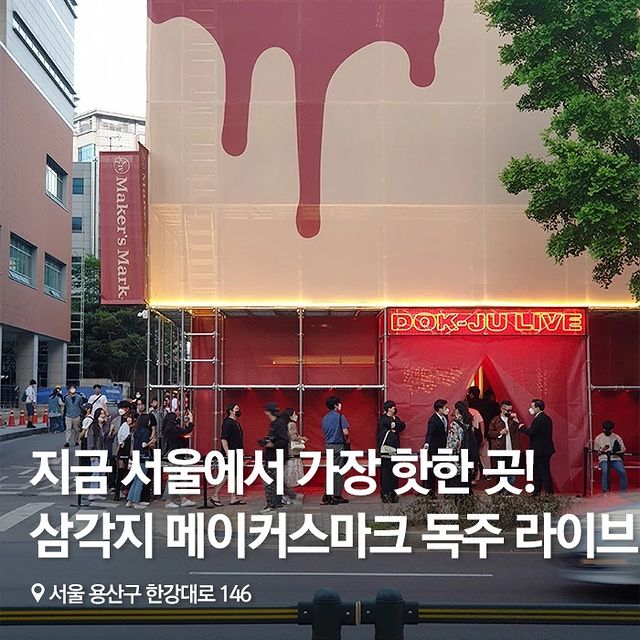 Maker's Mark
DOK-JU LIVE
지금 서울에서 가장 핫한 곳!
삼각지 메이커스마크 독주 라이브
서울 용산구 한강대로 146